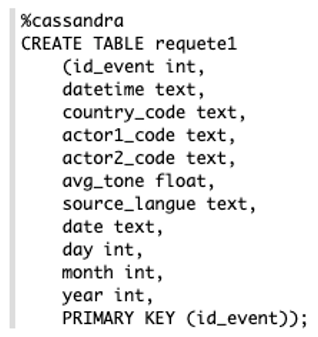 %cassandra
CREATE TABLE requete1
(id_event int,
datetime text,
country_code text,
actor1_code text,
actor2_code text,
avg_tone float,
source_langue text,
date text,
day int,
month int,
year int,
PRIMARY KEY (id_event));